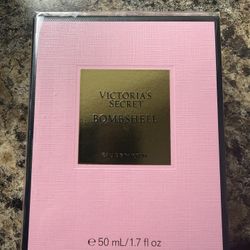 VICTORIA'S
SECRET
BOMBSHELL
℮ 50 mL/1.7 fl oz